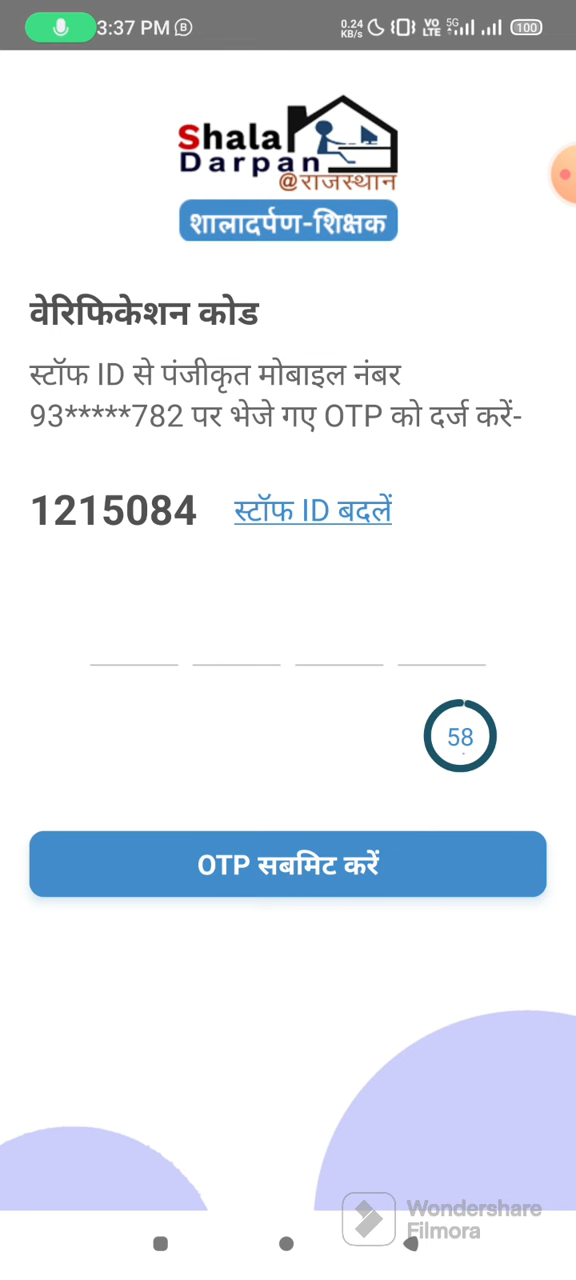 3:37 PM B 0.24 KB/s VO LTE 5G 100
Shala
Darpan
@राजस्थान
शालादर्पण-शिक्षक
वेरिफिकेशन कोड
स्टॉफ ID से पंजीकृत मोबाइल नंबर
93*****782 पर भेजे गए OTP को दर्ज करें-
1215084 स्टॉफ ID बदलें
58
OTP सबमिट करें
Wondershare
Filmora